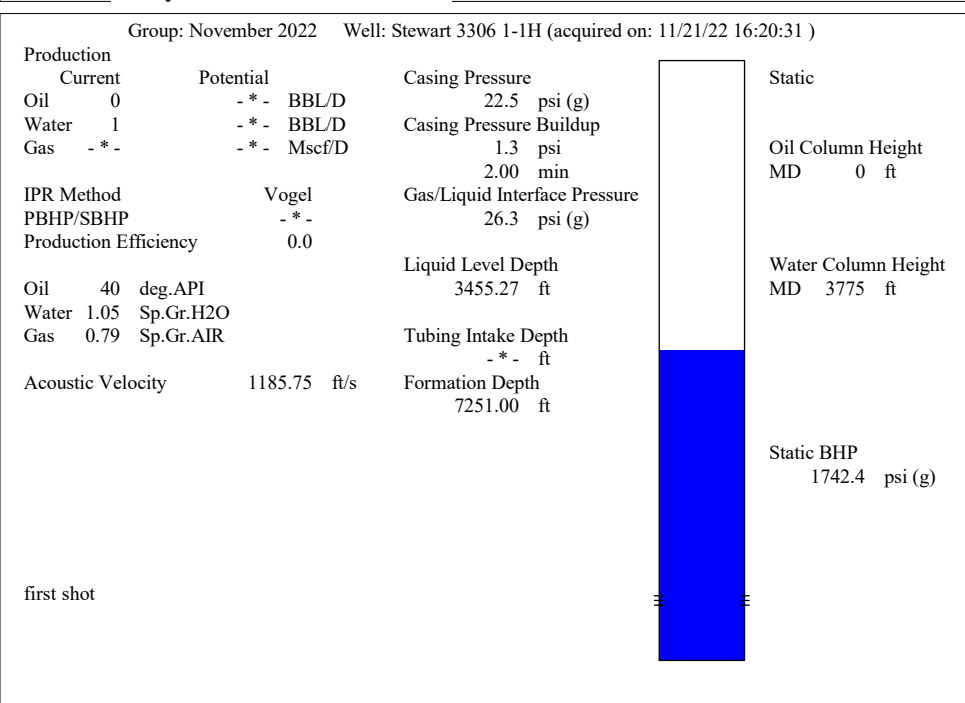 Group: November 2022 Well: Stewart 3306 1-1H (acquired on: 11/21/22 16:20:31 )
Production
Current Potential
Oil 0 - * - BBL/D
Water 1 - * - BBL/D
Gas - * - - * - Mscf/D
IPR Method Vogel
PBHP/SBHP - * -
Production Efficiency 0.0
Oil 40 deg.API
Water 1.05 Sp.Gr.H2O
Gas 0.79 Sp.Gr.AIR
Acoustic Velocity 1185.75 ft/s
Casing Pressure
22.5 psi (g)
Casing Pressure Buildup
1.3 psi
2.00 min
Gas/Liquid Interface Pressure
26.3 psi (g)
Liquid Level Depth
3455.27 ft
Tubing Intake Depth
- * - ft
Formation Depth
7251.00 ft
Static
Oil Column Height
MD 0 ft
Water Column Height
MD 3775 ft
Static BHP
1742.4 psi (g)
first shot